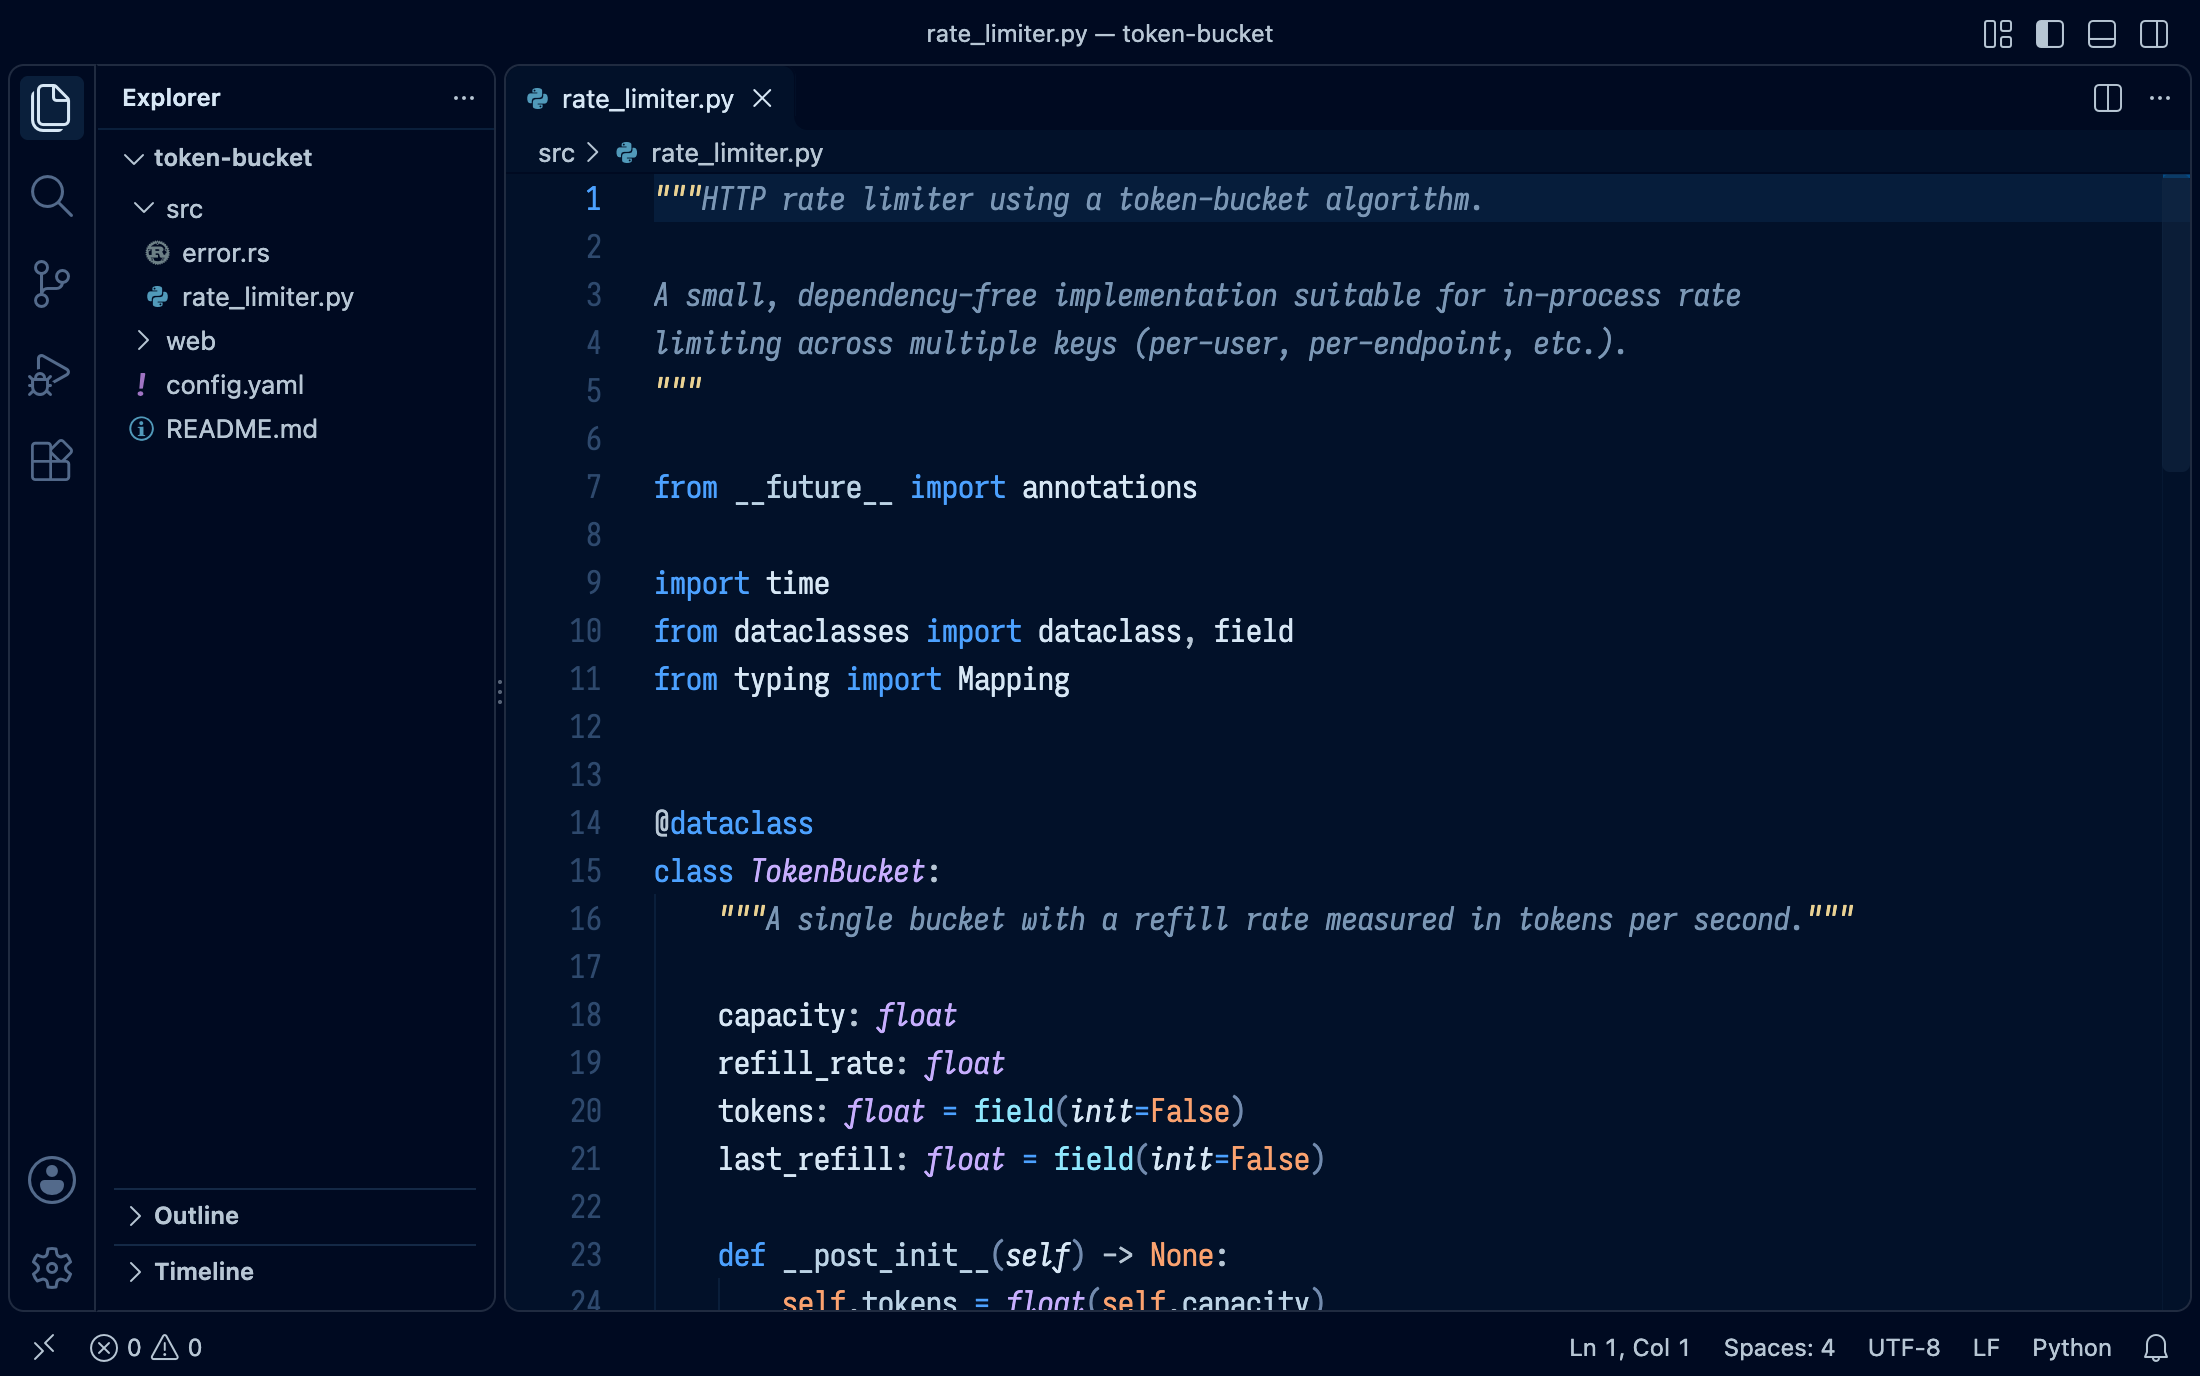 rate_limiter.py — token-bucket
Explorer
token-bucket
src
error.rs
rate_limiter.py
web
config.yaml
README.md
Outline
Timeline
rate_limiter.py
src > rate_limiter.py
1 """HTTP rate limiter using a token-bucket algorithm.
2
3 A small, dependency-free implementation suitable for in-process rate
4 limiting across multiple keys (per-user, per-endpoint, etc.).
5 """
6
7 from __future__ import annotations
8
9 import time
10 from dataclasses import dataclass, field
11 from typing import Mapping
12
13
14 @dataclass
15 class TokenBucket:
16     """A single bucket with a refill rate measured in tokens per second."""
17
18     capacity: float
19     refill_rate: float
20     tokens: float = field(init=False)
21     last_refill: float = field(init=False)
22
23     def __post_init__(self) -> None:
24         self.tokens = float(self.capacity)
0 0
Ln 1, Col 1 Spaces: 4 UTF-8 LF Python